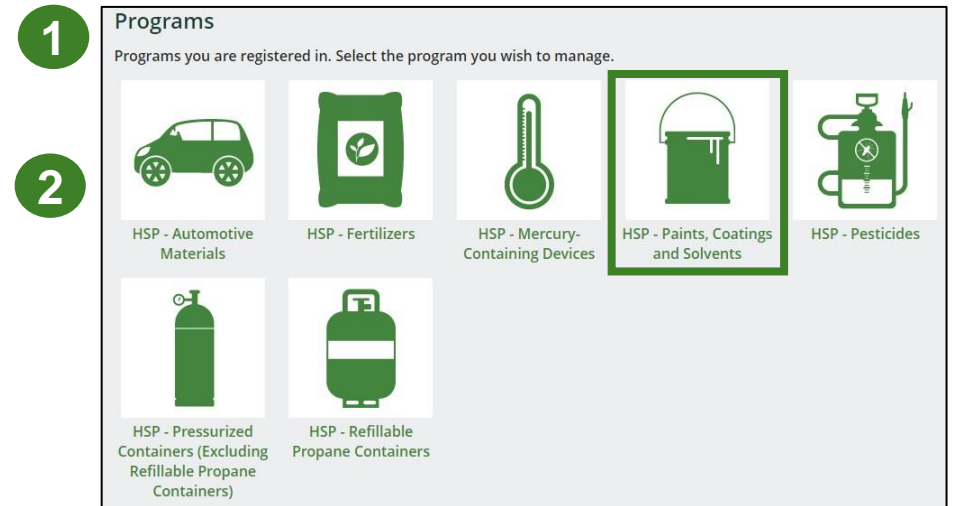 1
Programs
Programs you are registered in. Select the program you wish to manage.
2
HSP - Automotive
Materials
HSP - Fertilizers
HSP - Mercury-
Containing Devices
HSP - Paints, Coatings
and Solvents
HSP - Pesticides
HSP - Pressurized
Containers (Excluding
Refillable Propane
Containers)
HSP - Refillable
Propane Containers